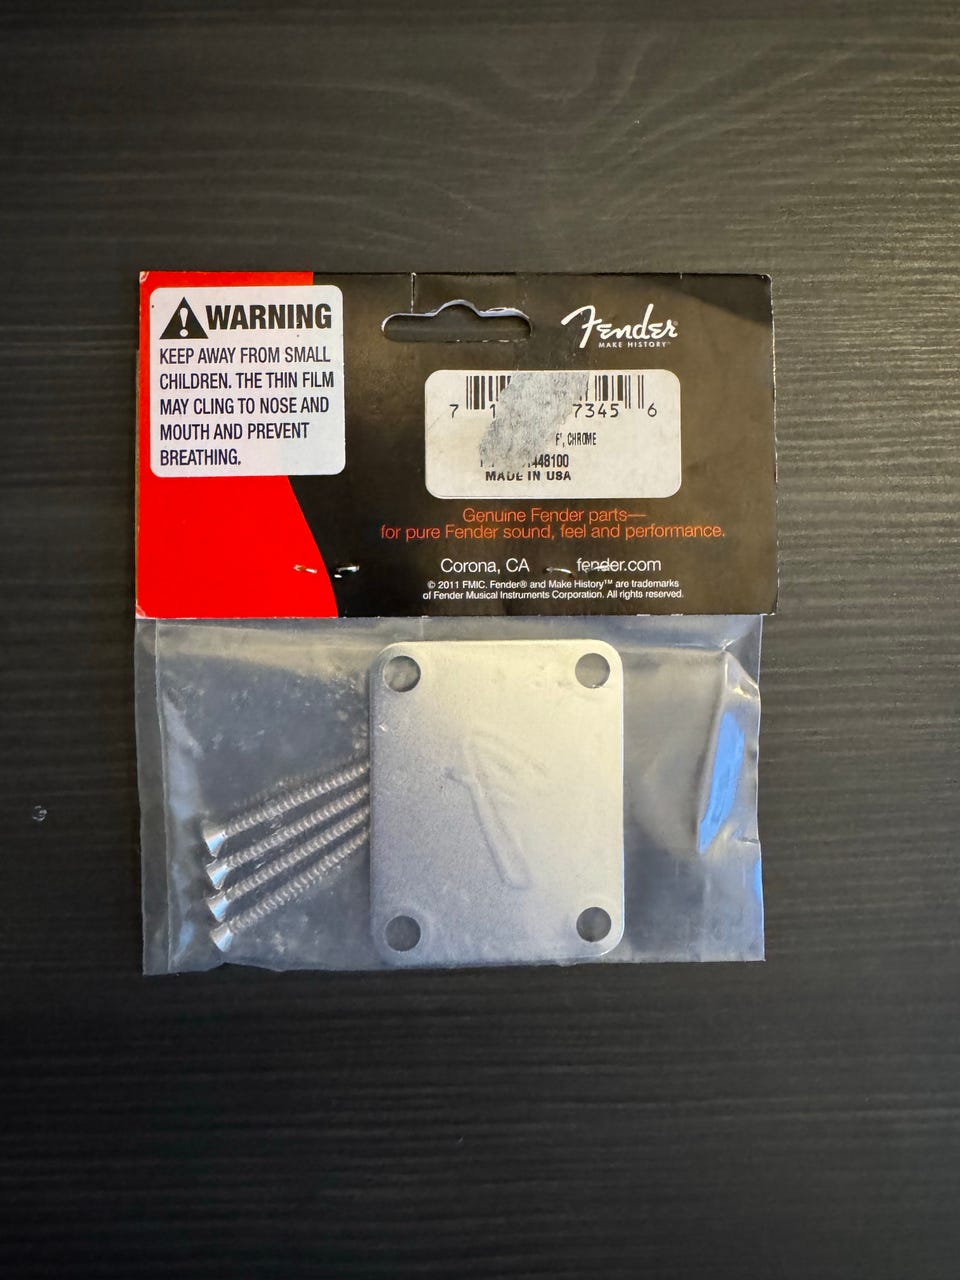 WARNING
KEEP AWAY FROM SMALL
CHILDREN. THE THIN FILM
MAY CLING TO NOSE AND
MOUTH AND PREVENT
BREATHING.
Fender
MAKE HISTORY
7 7345 6
CHROME
448100
MADE IN USA
Genuine Fender parts—
for pure Fender sound, feel and performance.
Corona, CA fender.com
© 2011 FMIC. Fender® and Make History™ are trademarks
of Fender Musical Instruments Corporation. All rights reserved.